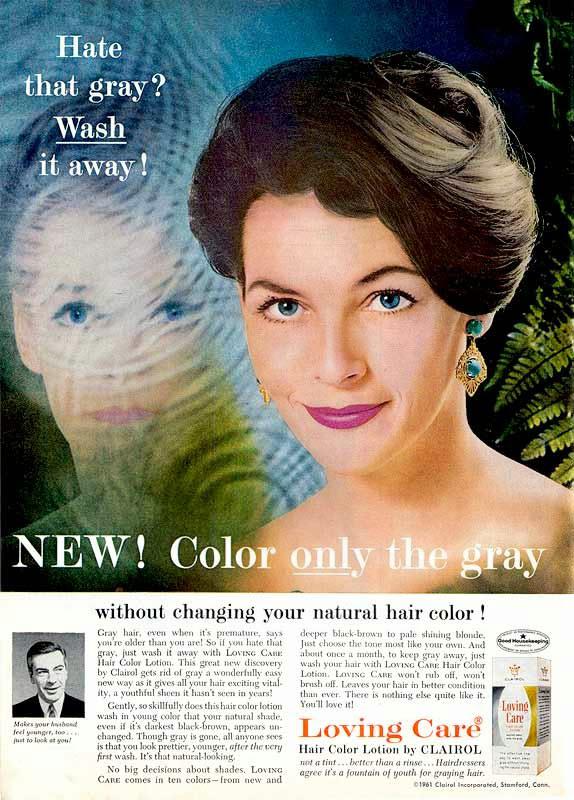 Hate
that gray?
Wash
it away!
NEW! Color only the gray
without changing your natural hair color!
Gray hair, even when it's premature, says
you're older than you are! So if you hate that
gray, just wash it away with LOVING CARE
Hair Color Lotion. This great new discovery
by Clairol gets rid of gray a wonderfully easy
new way as it gives all your hair exciting vital-
ity, a youthful sheen it hasn't seen in years!
Gently, so skillfully does this hair color lotion
wash in young color that your natural shade,
even if it's darkest black-brown, appears un-
changed. Though gray is gone, all anyone sees
is that you look prettier, younger, after the very
first wash. It's that natural-looking.
No big decisions about shades. LOVING
CARE comes in ten colors—from new and
deeper black-brown to pale shining blonde.
Just choose the tone most like your own. And
about once a month, to keep gray away, just
wash your hair with LOVING CARE Hair Color
Lotion. LOVING CARE won't rub off, won't
brush off. Leaves your hair in better condition
than ever. There is nothing else quite like it.
You'll love it!
Makes your husband
feel younger, too . . .
just to look at you!
Loving Care®
Hair Color Lotion by CLAIROL
not a tint . . . better than a rinse . . . Hairdressers
agree it's a fountain of youth for graying hair.
Good Housekeeping
CLAIROL
Loving
Care
©1961 Clairol Incorporated, Stamford, Conn.